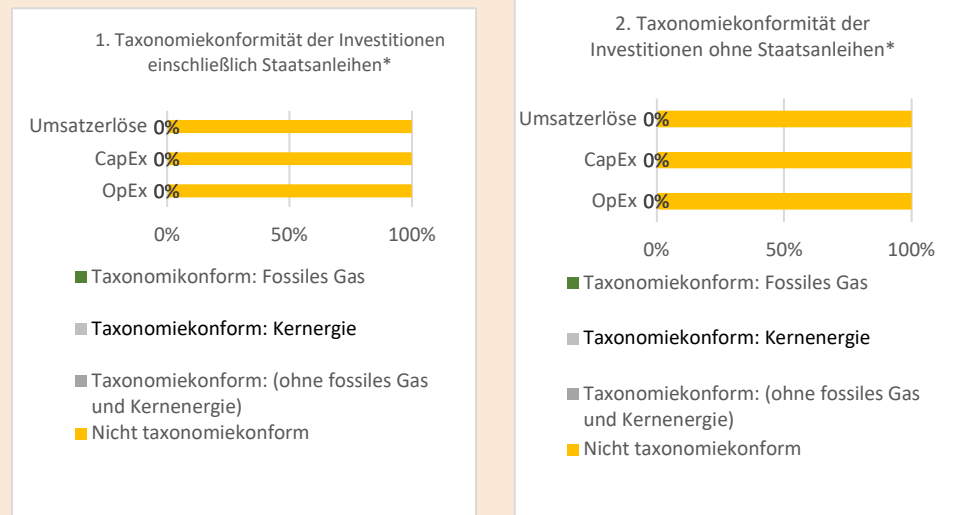 1. Taxonomiekonformität der Investitionen
einschließlich Staatsanleihen*
Umsatzerlöse 0%
CapEx 0%
OpEx 0%
0% 50% 100%
Taxonomikonform: Fossiles Gas
Taxonomiekonform: Kernergie
Taxonomiekonform: (ohne fossiles Gas
und Kernenergie)
Nicht taxonomiekonform
2. Taxonomiekonformität der
Investitionen ohne Staatsanleihen*
Umsatzerlöse 0%
CapEx 0%
OpEx 0%
0% 50% 100%
Taxonomiekonform: Fossiles Gas
Taxonomiekonform: Kernenergie
Taxonomiekonform: (ohne fossiles Gas
und Kernenergie)
Nicht taxonomiekonform